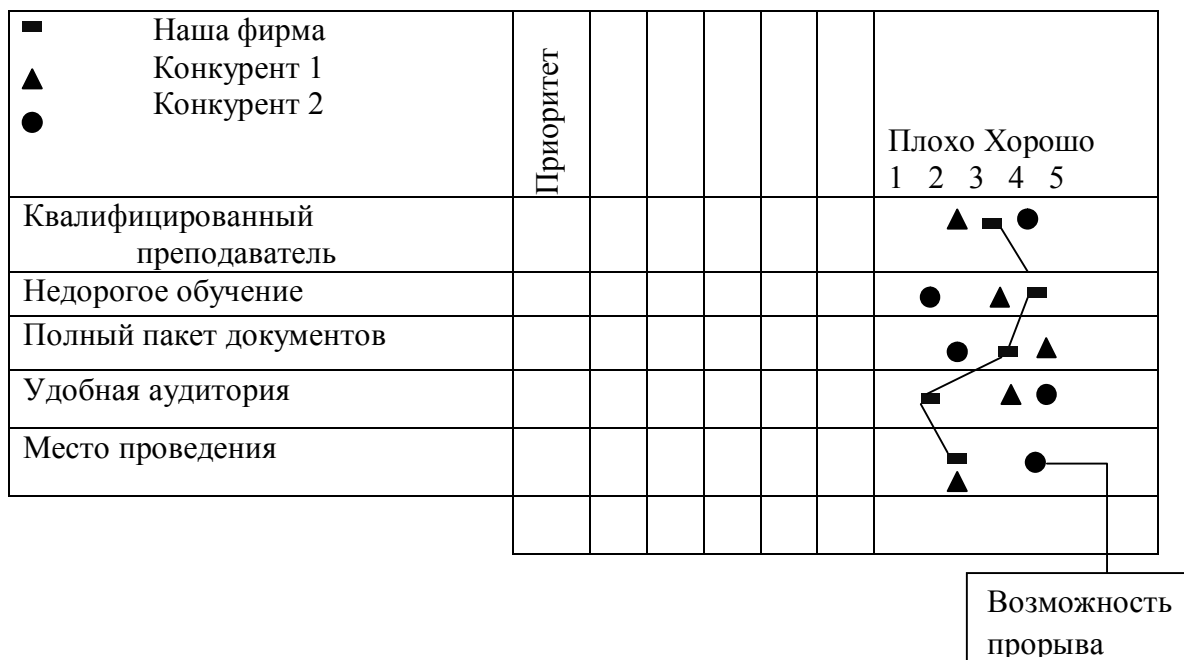 Наша фирма
Конкурент 1
Конкурент 2
Приоритет
Плохо Хорошо
1 2 3 4 5
Квалифицированный
преподаватель
Недорогое обучение
Полный пакет документов
Удобная аудитория
Место проведения
Возможность
прорыва